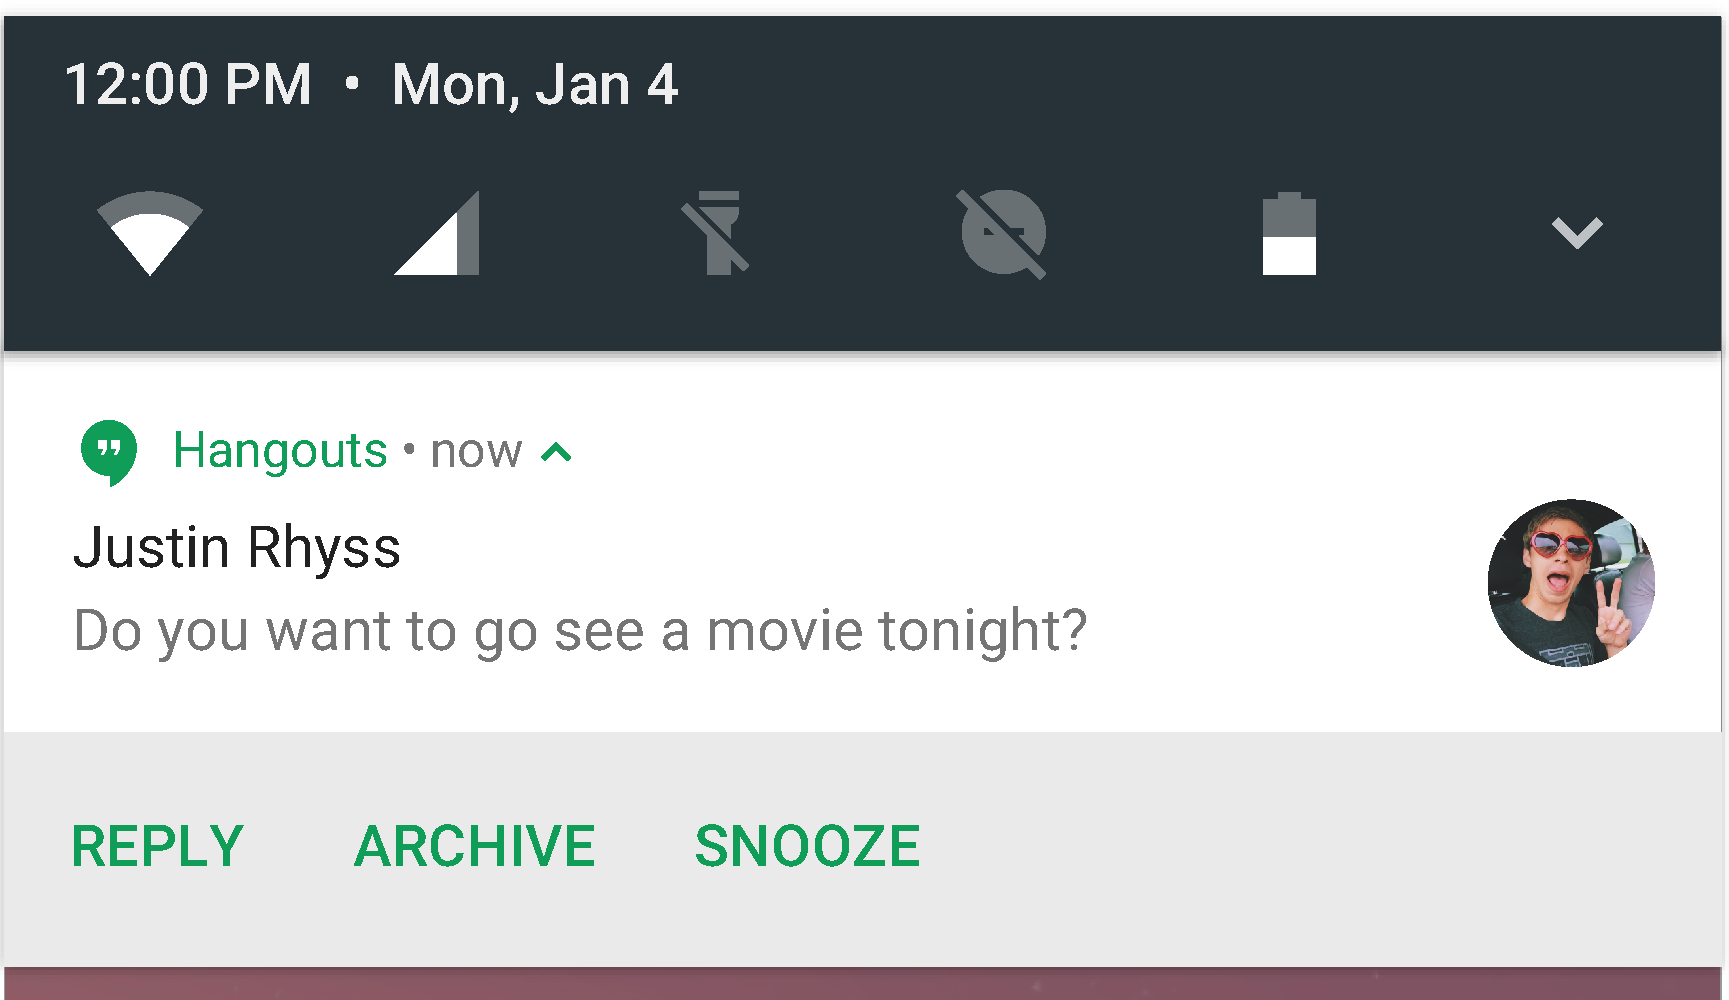 12:00 PM • Mon, Jan 4
Hangouts • now
Justin Rhyss
Do you want to go see a movie tonight?
REPLY ARCHIVE SNOOZE